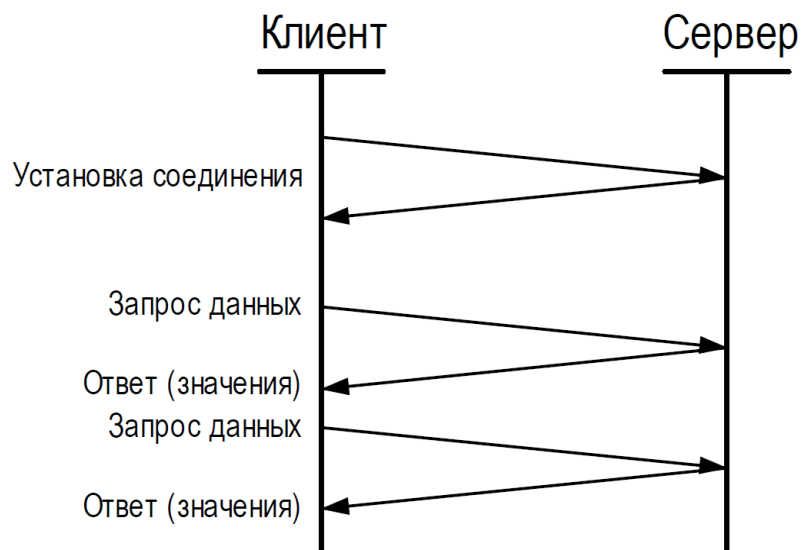 Клиент
Сервер
Установка соединения
Запрос данных
Ответ (значения)
Запрос данных
Ответ (значения)